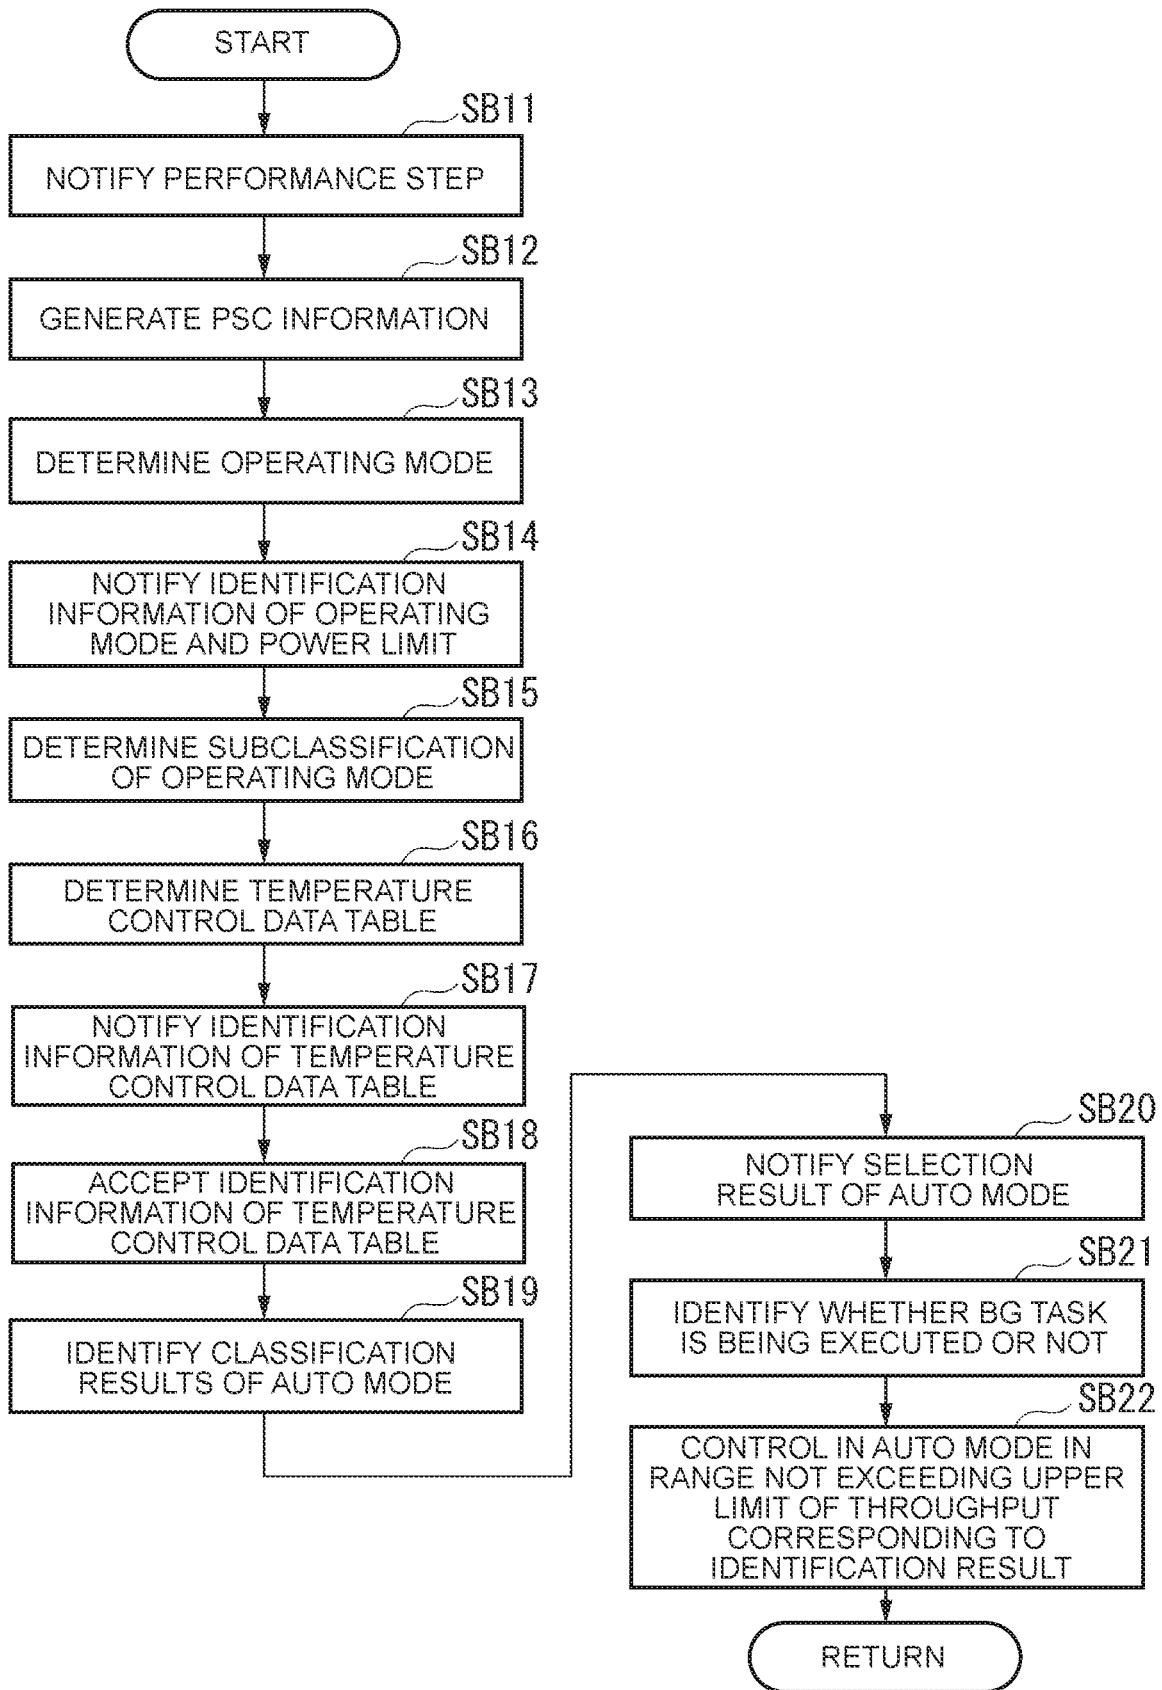 START
SB11
NOTIFY PERFORMANCE STEP
SB12
GENERATE PSC INFORMATION
SB13
DETERMINE OPERATING MODE
SB14
NOTIFY IDENTIFICATION
INFORMATION OF OPERATING
MODE AND POWER LIMIT
SB15
DETERMINE SUBCLASSIFICATION
OF OPERATING MODE
SB16
DETERMINE TEMPERATURE
CONTROL DATA TABLE
SB17
NOTIFY IDENTIFICATION
INFORMATION OF TEMPERATURE
CONTROL DATA TABLE
SB18
ACCEPT IDENTIFICATION
INFORMATION OF TEMPERATURE
CONTROL DATA TABLE
SB19
IDENTIFY CLASSIFICATION
RESULTS OF AUTO MODE
SB20
NOTIFY SELECTION
RESULT OF AUTO MODE
SB21
IDENTIFY WHETHER BG TASK
IS BEING EXECUTED OR NOT
SB22
CONTROL IN AUTO MODE IN
RANGE NOT EXCEEDING UPPER
LIMIT OF THROUGHPUT
CORRESPONDING TO
IDENTIFICATION RESULT
RETURN